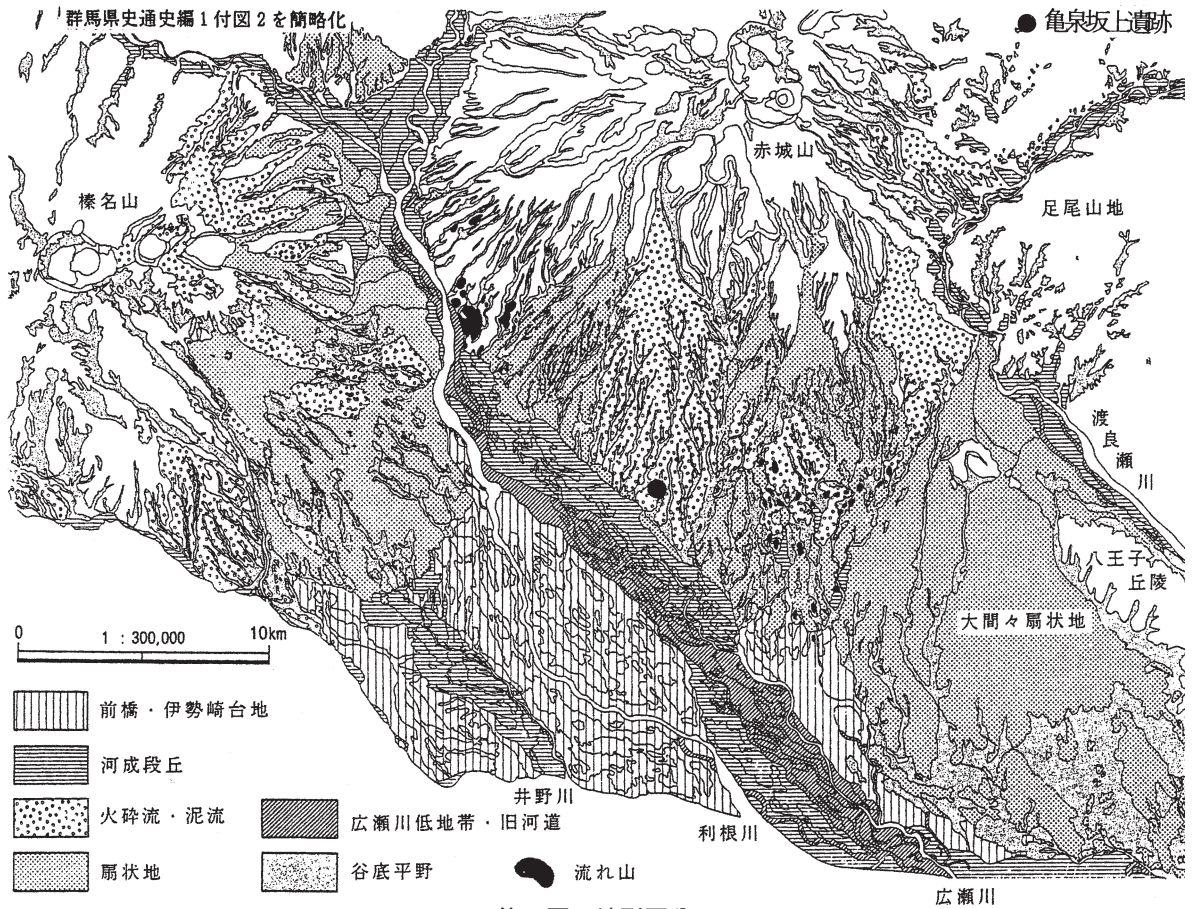 群馬県史通史編1付図2を簡略化
亀泉坂上遺跡
赤城山
榛名山
足尾山地
渡良瀬川
八王子
丘陵
大間々扇状地
0 1:300,000 10km
前橋・伊勢崎台地
河成段丘
火砕流・泥流
広瀬川低地帯・旧河道
扇状地
谷底平野
流れ山
井野川
利根川
広瀬川